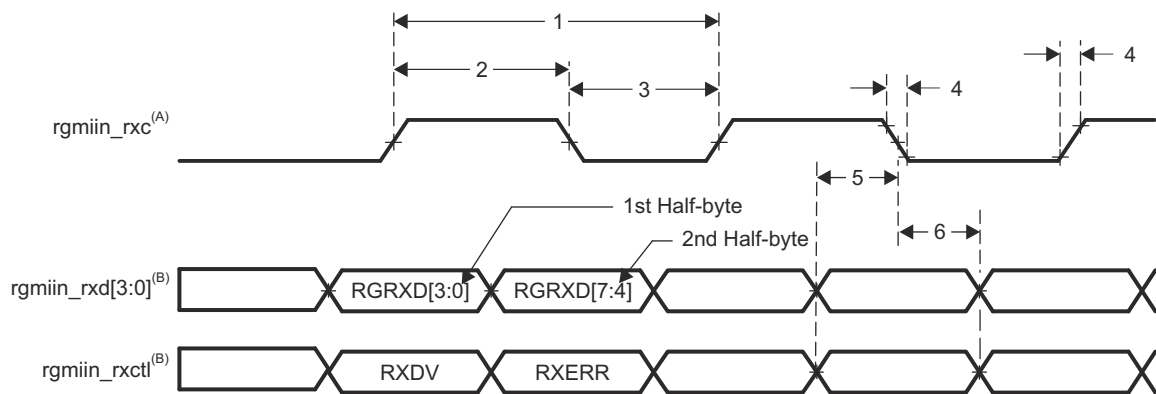 1
2
3
4
4
rgmiin_rxc(A)
5
1st Half-byte
2nd Half-byte
6
rgmiin_rxd[3:0](B)
RGRXD[3:0]
RGRXD[7:4]
rgmiin_rxctl(B)
RXDV
RXERR